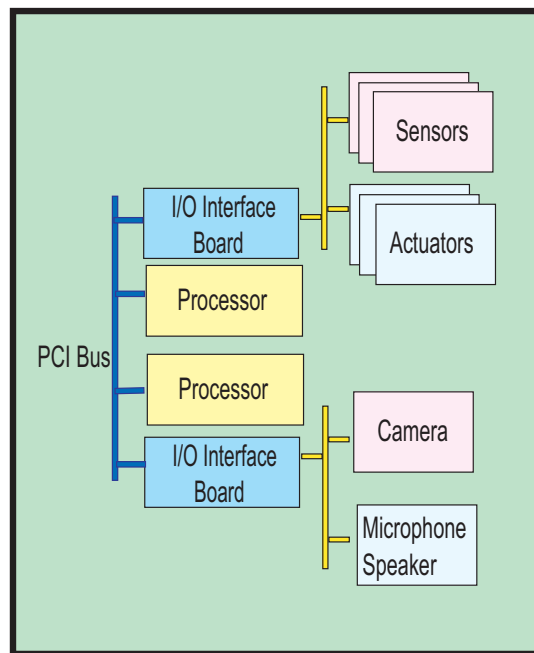 Sensors
I/O Interface
Board
Actuators
Processor
PCI Bus
Processor
Camera
I/O Interface
Board
Microphone
Speaker